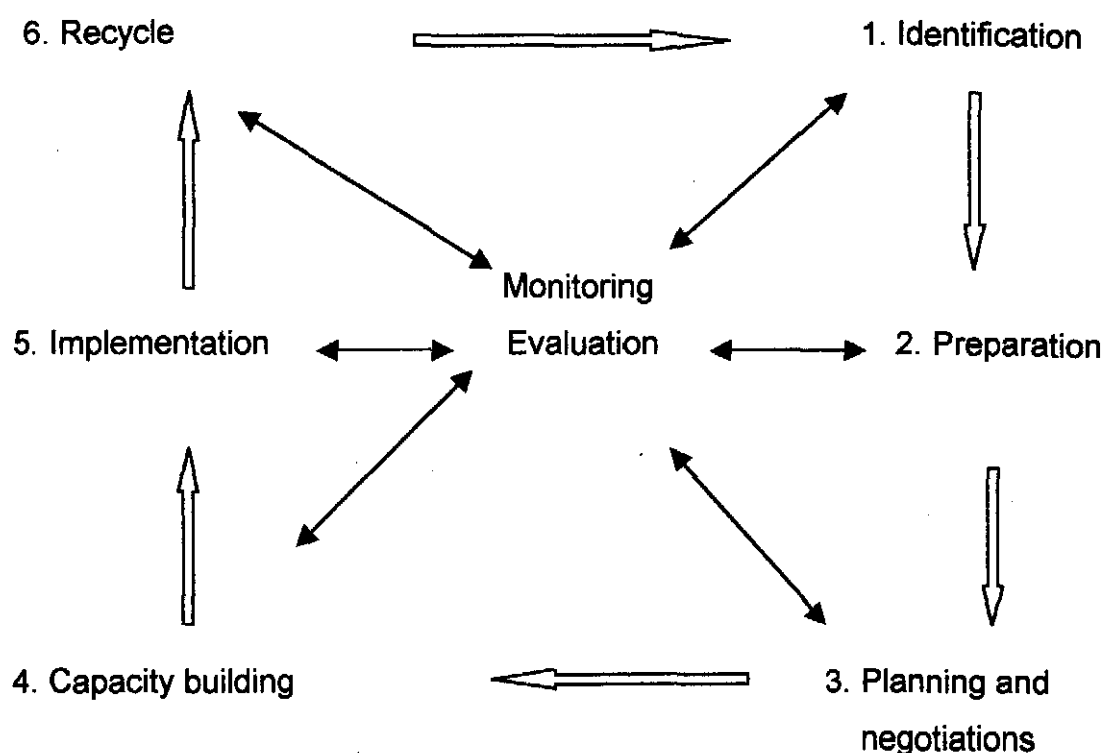 6. Recycle
1. Identification
Monitoring
5. Implementation
Evaluation
2. Preparation
4. Capacity building
3. Planning and
negotiations